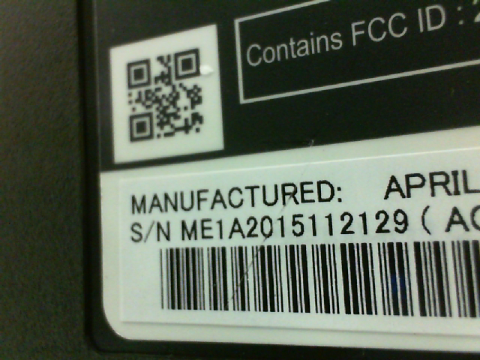 Contains FCC ID :
MANUFACTURED: APRIL
S/N ME1A2015112129 (